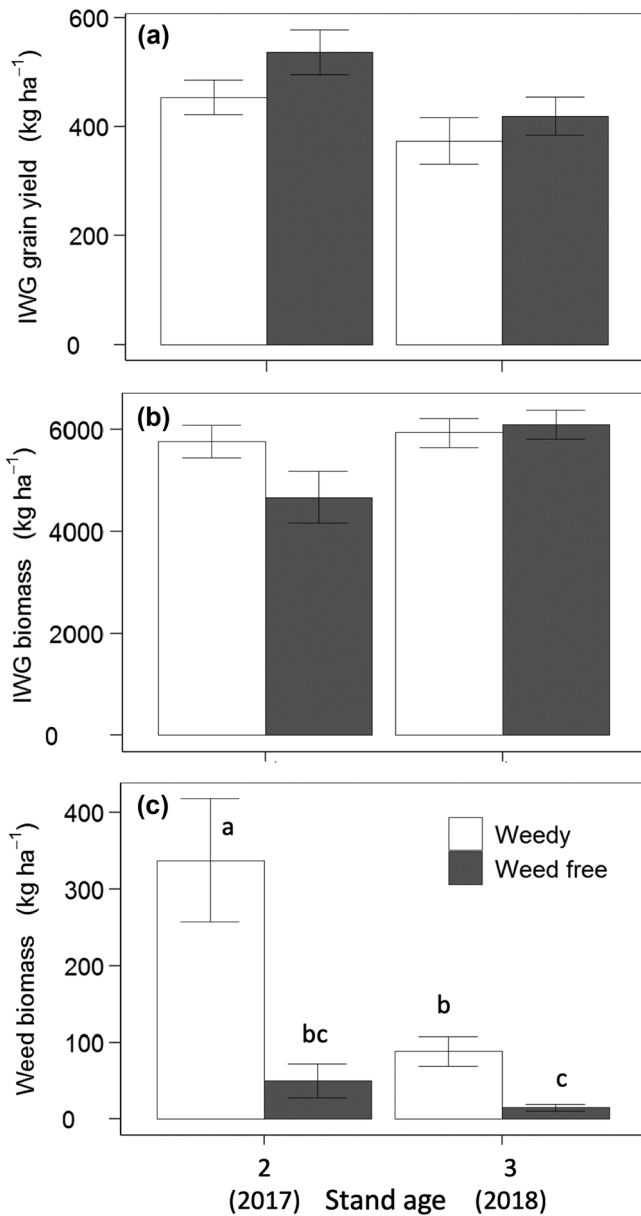 (a)
IWG grain yield (kg ha⁻¹)
600
400
200
0
(b)
IWG biomass (kg ha⁻¹)
6000
4000
2000
0
(c)
Weed biomass (kg ha⁻¹)
400
300
200
100
0
a
bc
b
c
Weedy
Weed free
2 3
(2017) Stand age (2018)